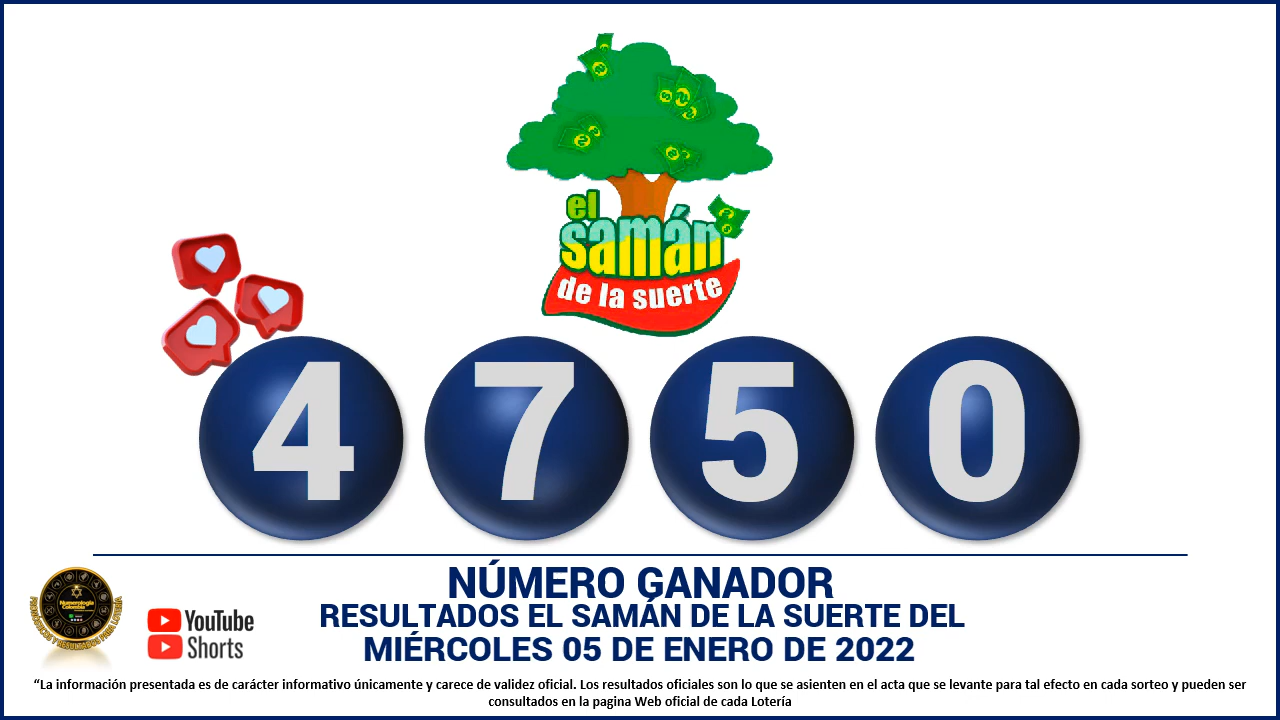 el
samán
de la suerte
4 7 5 0
NÚMERO GANADOR
RESULTADOS EL SAMÁN DE LA SUERTE DEL
MIÉRCOLES 05 DE ENERO DE 2022
Numerología
Colombia
YouTube
Shorts
“La información presentada es de carácter informativo únicamente y carece de validez oficial. Los resultados oficiales son lo que se asienten en el acta que se levante para tal efecto en cada sorteo y pueden ser
consultados en la pagina Web oficial de cada Lotería